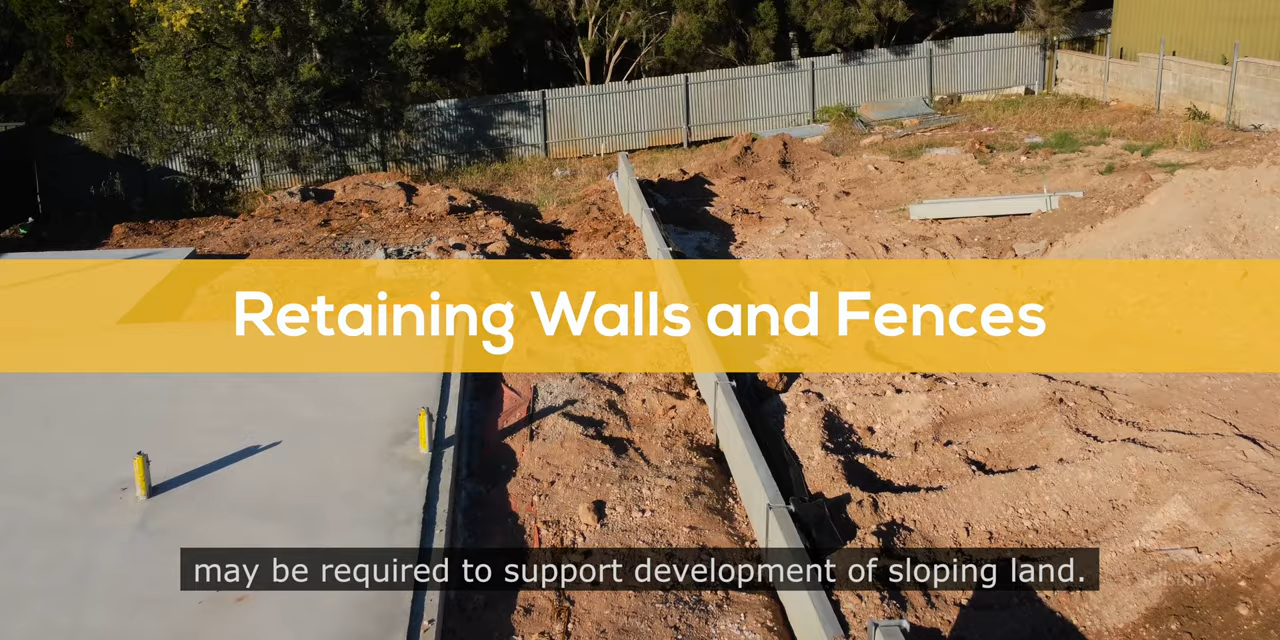 Retaining Walls and Fences
may be required to support development of sloping land.